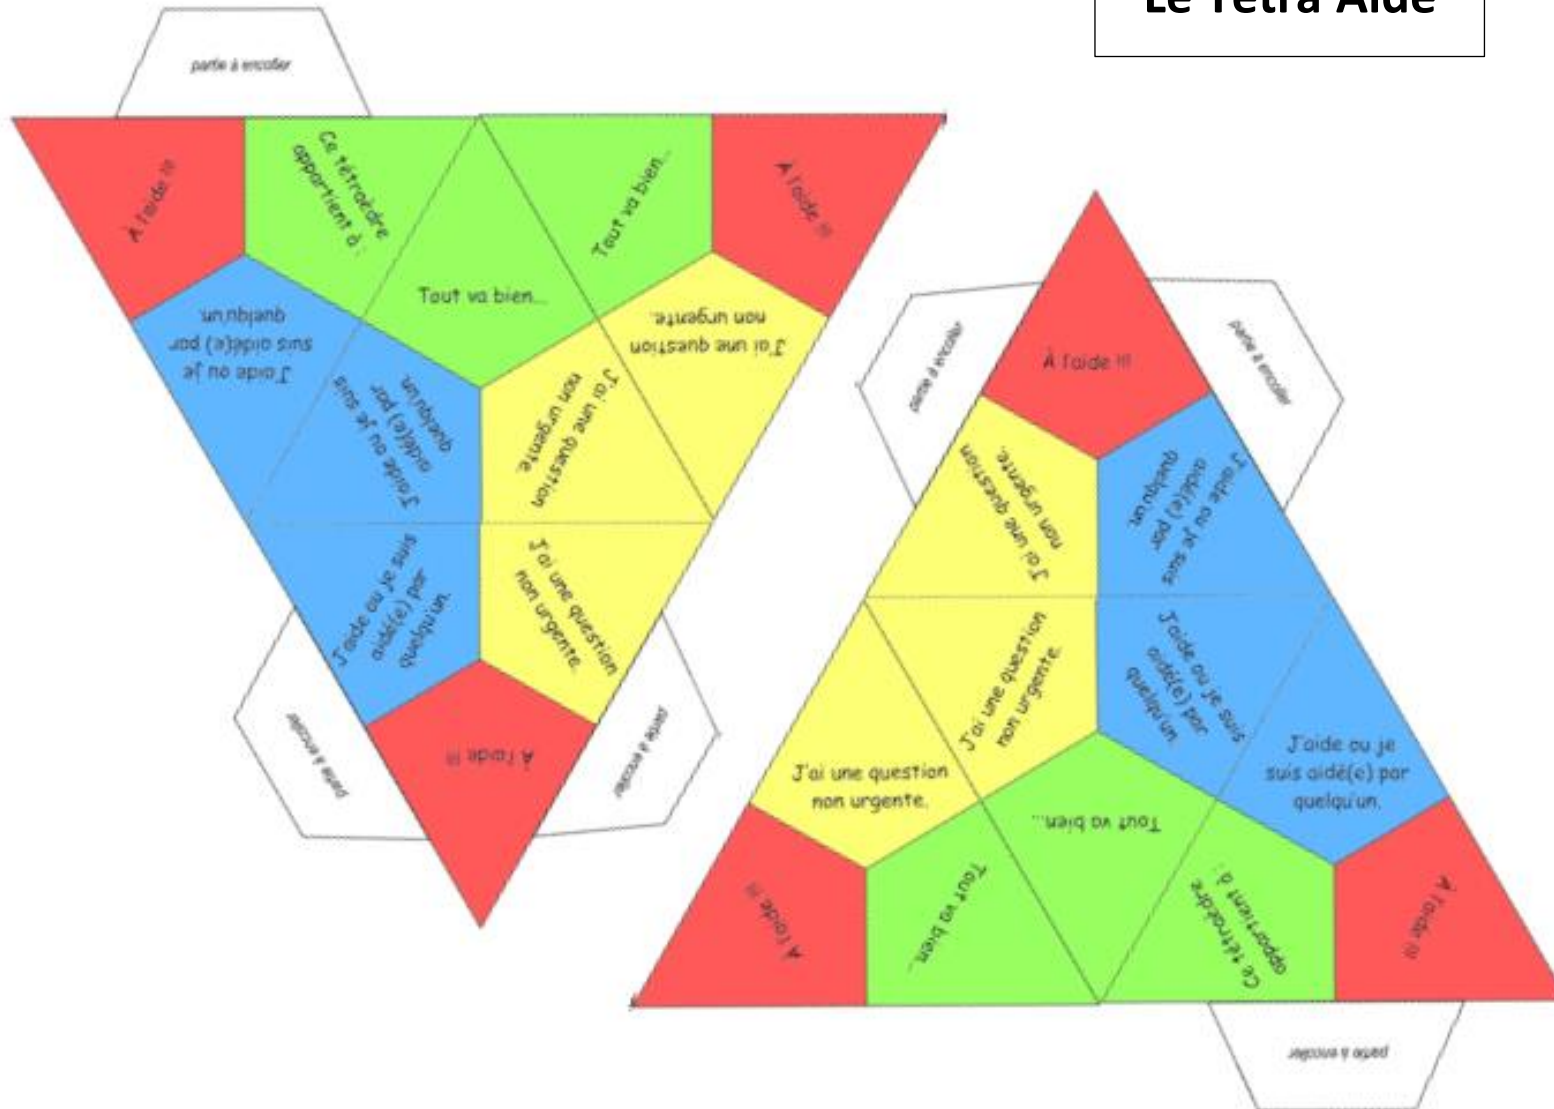 Le Tétra Aide
partie à encoller
À l'aide !!!
Ce tétraèdre
appartient à :
Tout va bien...
Tout va bien...
À l'aide !!!
J'aide ou je
suis aidé(e) par
quelqu'un.
J'aide ou je suis
aidé(e) par
quelqu'un.
J'ai une question
non urgente.
J'ai une question
non urgente.
J'aide ou je suis
aidé(e) par
quelqu'un.
J'ai une question
non urgente.
À l'aide !!!
partie à encoller
partie à encoller
À l'aide !!!
partie à encoller
partie à encoller
J'ai une question
non urgente.
J'aide ou je suis
aidé(e) par
quelqu'un.
J'ai une question
non urgente.
J'aide ou je suis
aidé(e) par
quelqu'un.
J'ai une question
non urgente.
J'aide ou je
suis aidé(e) par
quelqu'un.
Tout va bien...
À l'aide !!!
Tout va bien...
Ce tétraèdre
appartient à :
À l'aide !!!
partie à encoller